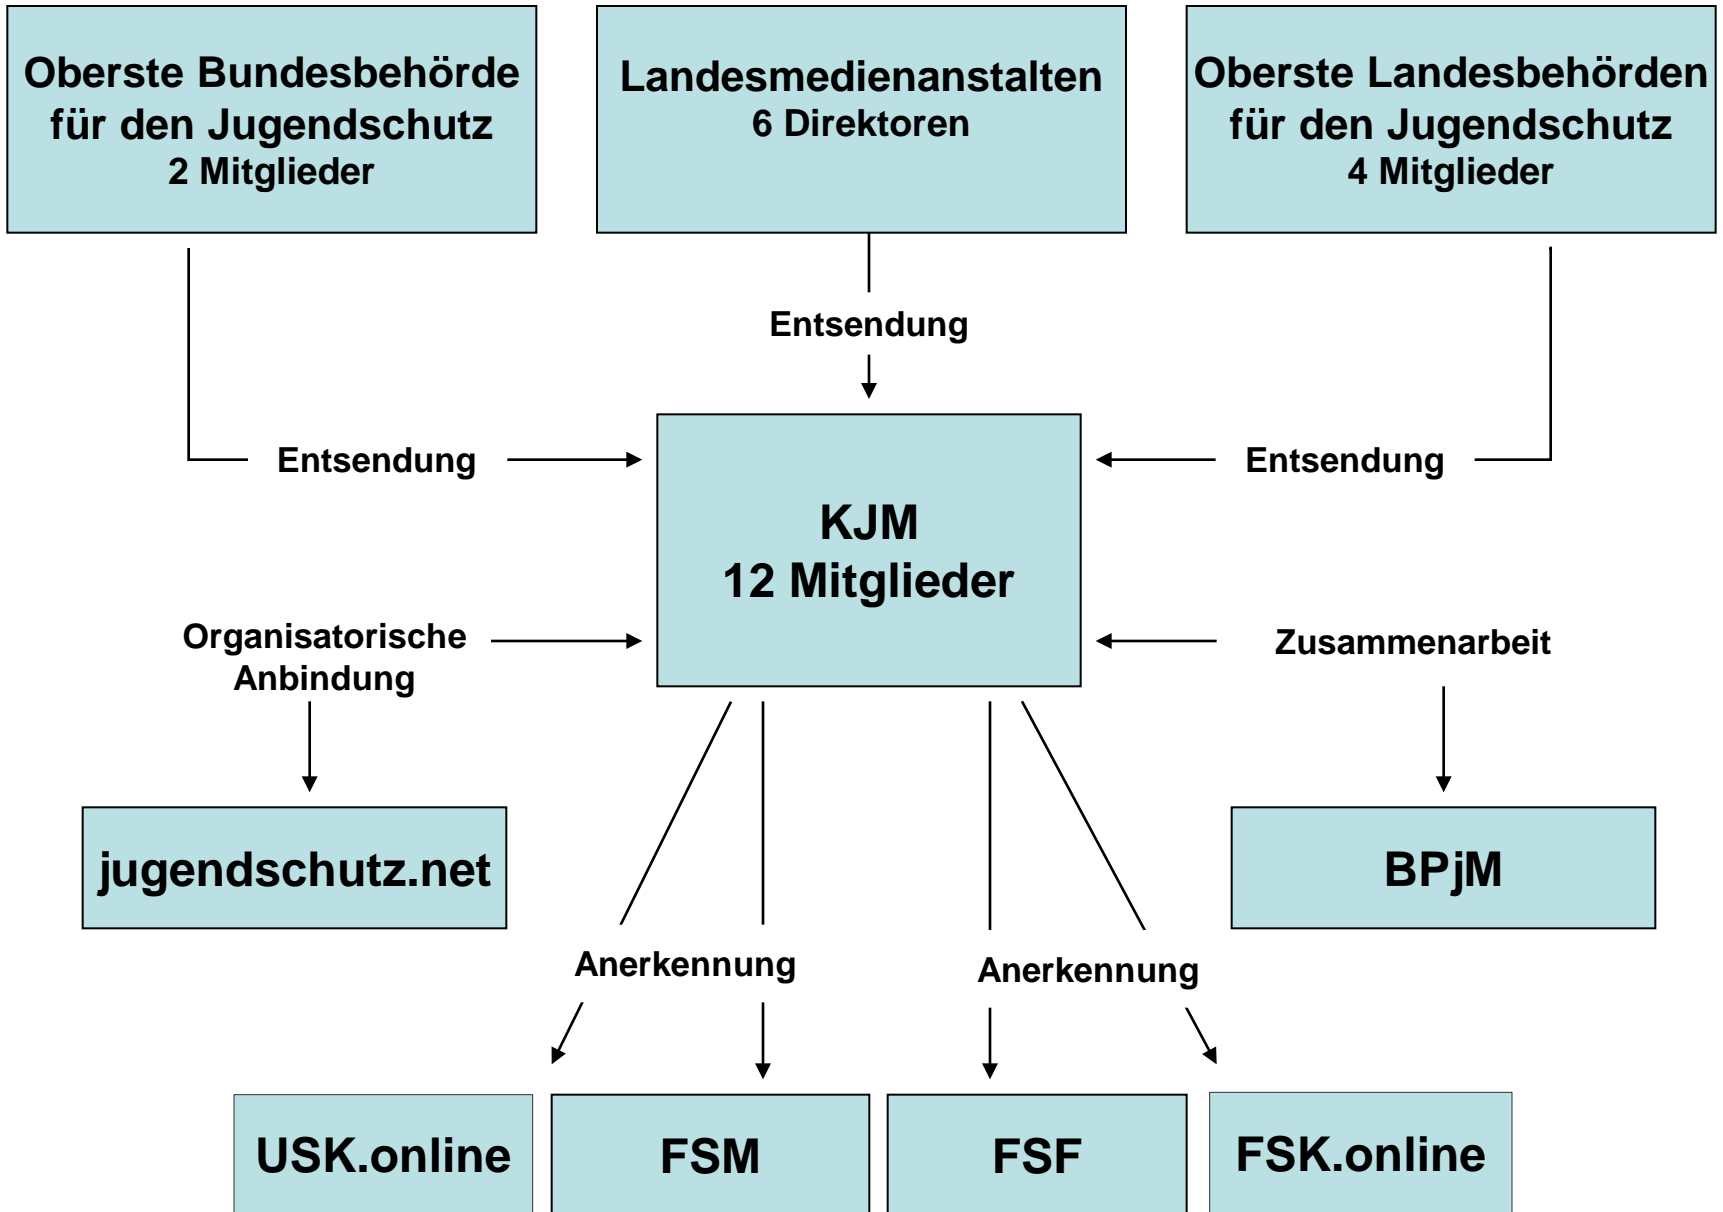 Oberste Bundesbehörde
für den Jugendschutz
2 Mitglieder
Landesmedienanstalten
6 Direktoren
Oberste Landesbehörden
für den Jugendschutz
4 Mitglieder
Entsendung
Entsendung
Entsendung
KJM
12 Mitglieder
Organisatorische
Anbindung
Zusammenarbeit
jugendschutz.net
BPjM
Anerkennung
Anerkennung
USK.online
FSM
FSF
FSK.online